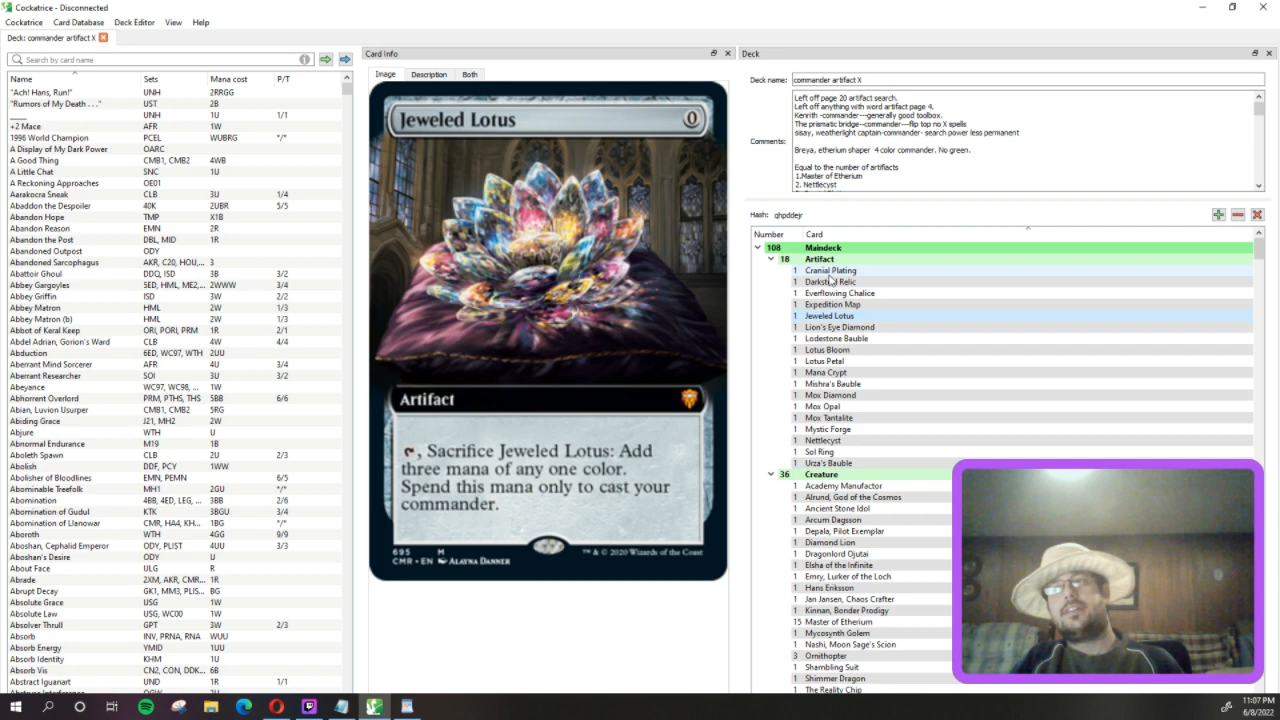 Cockatrice - Disconnected
Cockatrice Card Database Deck Editor View Help
Deck: commander artifact X
Search by card name
Name Sets Mana cost P/T
"Ach! Hans, Run!" UNH 2RRGG
"Rumors of My Death . . ." UST 2B
____ UNH 1U 1/1
+2 Mace AFR 1W
1996 World Champion PCEL WUBRG */*
A Display of My Dark Power OARC
A Good Thing CMB1, CMB2 4WB
A Little Chat SNC 1U
A Reckoning Approaches OE01
Aarakocra Sneak CLB 3U 1/4
Abaddon the Despoiler 40K 2UBR 5/5
Abandon Hope TMP X1B
Abandon Reason EMN 2R
Abandon the Post DBL, MID 1R
Abandoned Outpost ODY
Abandoned Sarcophagus AKR, C20, HOU, ... 3
Abattoir Ghoul DDQ, ISD 3B 3/2
Abbey Gargoyles 5ED, HML, ME2,... 2WWW 3/4
Abbey Griffin ISD 3W 2/2
Abbey Matron HML 2W 1/3
Abbey Matron (b) HML 2W 1/3
Abbot of Keral Keep ORI, PORI, PRM 1R 2/1
Abdel Adrian, Gorion's Ward CLB 4W 4/4
Abduction 6ED, WC97, WTH 2UU
Aberrant Mind Sorcerer AFR 4U 3/4
Aberrant Researcher SOI 3U 3/2
Abeyance WC97, WC98, ... 1W
Abhorrent Overlord PRM, PTHS, THS 5BB 6/6
Abian, Luvion Usurper CMB1, CMB2 5RG
Abiding Grace J21, MH2 2W
Abjure WTH U
Abnormal Endurance M19 1B
Aboleth Spawn CLB 2U 2/3
Abolish DDF, PCY 1WW
Abolisher of Bloodlines EMN, PEMN 6/5
Abominable Treefolk MH1 2GU */*
Abomination 4BB, 4ED, LEG, ... 3BB 2/6
Abomination of Gudul KTK 3BGU 3/4
Abomination of Llanowar CMR, HA4, KH... 1BG */*
Aboroth WTH 4GG 9/9
Aboshan, Cephalid Emperor ODY, PLIST 4UU 3/3
Aboshan's Desire ODY U
About Face ULG R
Abrade 2XM, AKR, CMR... 1R
Abrupt Decay GK1, MM3, PLIS... BG
Absolute Grace USG 1W
Absolute Law USG, WC00 1W
Absolver Thrull GPT 3W 2/3
Absorb INV, PRNA, RNA WUU
Absorb Energy YMID 1UU
Absorb Identity KHM 1U
Absorb Vis CN2, CON, DDK... 6B
Abstract Iguanart UND 1R 1/1
Card Info
Image Description Both
Jeweled Lotus 0
Artifact
, Sacrifice Jeweled Lotus: Add
three mana of any one color.
Spend this mana only to cast your
commander.
695 M
CMR • EN ALAYNA DANNER
™ & © 2020 Wizards of the Coast
Deck
Deck name: commander artifact X
Comments:
Left off page 20 artifact search.
Left off anything with word artifact page 4.
Kenrith -commander---generally good toolbox.
The prismatic bridge--commander---flip top no X spells
sisay, weatherlight captain-commander- search power less permanent
Breya, etherium shaper 4 color commander. No green.
Equal to the number of artifacts
1.Master of Etherium
2. Nettlecyst
Hash: qhpddejr
Number Card
108 Maindeck
18 Artifact
1 Cranial Plating
1 Darksteel Relic
1 Everflowing Chalice
1 Expedition Map
1 Jeweled Lotus
1 Lion's Eye Diamond
1 Lodestone Bauble
1 Lotus Bloom
1 Lotus Petal
1 Mana Crypt
1 Mishra's Bauble
1 Mox Diamond
1 Mox Opal
1 Mox Tantalite
1 Mystic Forge
1 Nettlecyst
1 Sol Ring
1 Urza's Bauble
36 Creature
1 Academy Manufactor
1 Alrund, God of the Cosmos
1 Ancient Stone Idol
1 Arcum Dagsson
1 Depala, Pilot Exemplar
1 Diamond Lion
1 Dragonlord Ojutai
1 Elsha of the Infinite
1 Emry, Lurker of the Loch
1 Hans Eriksson
1 Jan Jansen, Chaos Crafter
1 Kinnan, Bonder Prodigy
15 Master of Etherium
1 Mycosynth Golem
1 Nashi, Moon Sage's Scion
3 Ornithopter
1 Shambling Suit
1 Shimmer Dragon
1 The Reality Chip
11:07 PM
6/8/2022